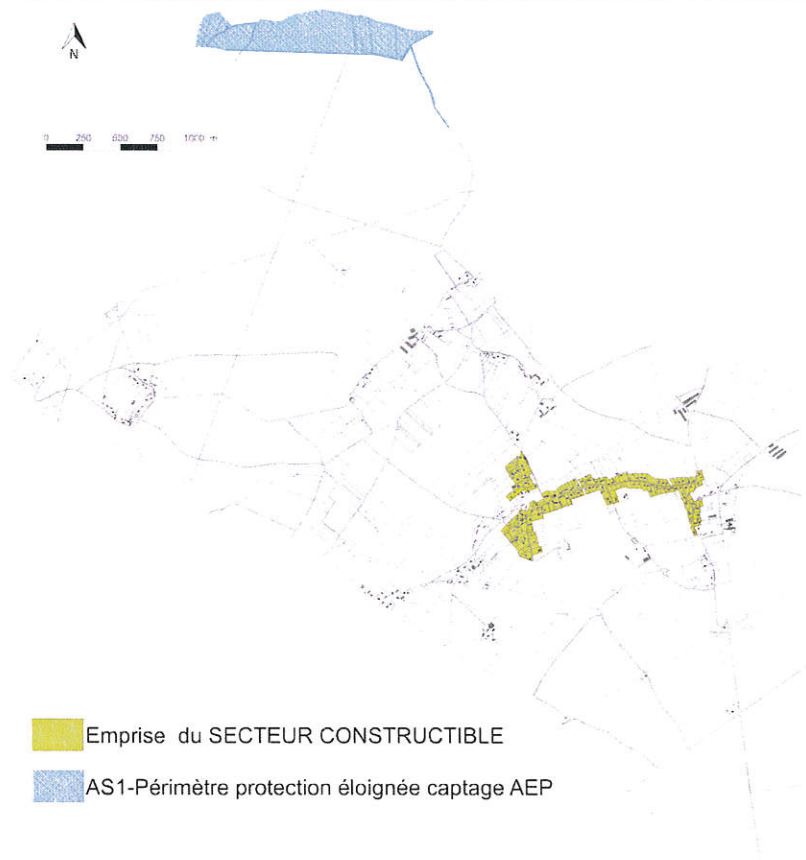 N
0 250 500 750 1000 m
Emprise du SECTEUR CONSTRUCTIBLE
AS1-Périmètre protection éloignée captage AEP